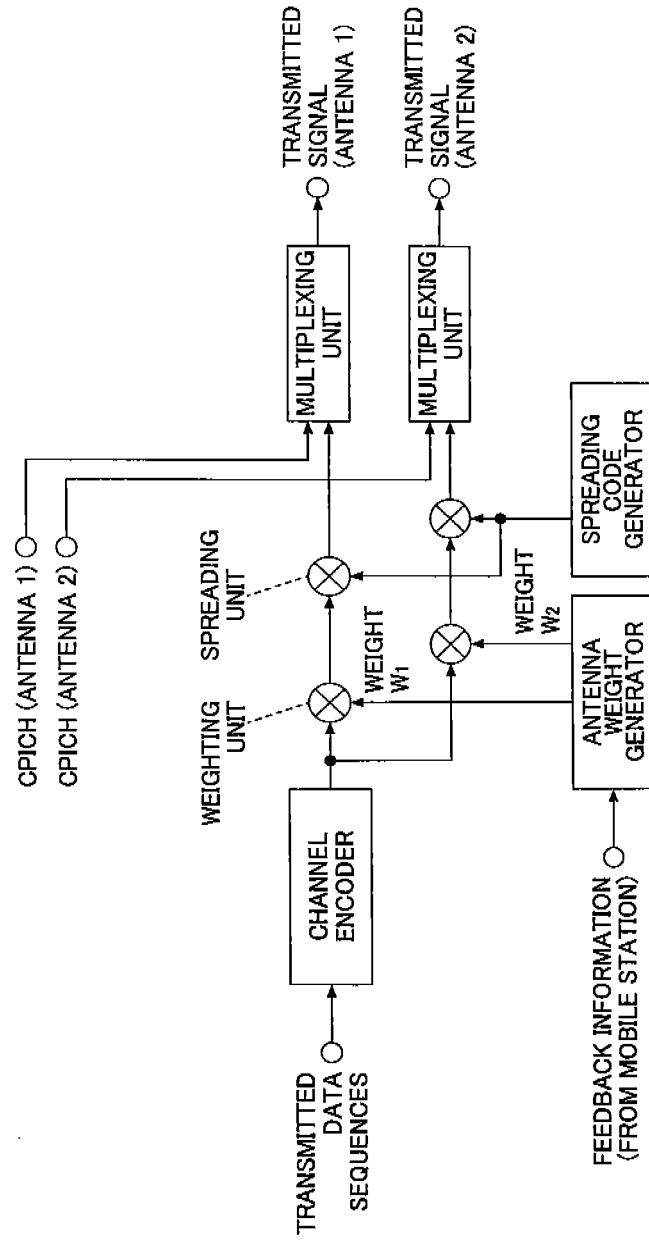 CPICH (ANTENNA 1)
CPICH (ANTENNA 2)
WEIGHTING
UNIT
SPREADING
UNIT
TRANSMITTED
DATA
SEQUENCES
CHANNEL
ENCODER
WEIGHT
W1
WEIGHT
W2
MULTIPLEXING
UNIT
MULTIPLEXING
UNIT
TRANSMITTED
SIGNAL
(ANTENNA 1)
TRANSMITTED
SIGNAL
(ANTENNA 2)
FEEDBACK INFORMATION
(FROM MOBILE STATION)
ANTENNA
WEIGHT
GENERATOR
SPREADING
CODE
GENERATOR